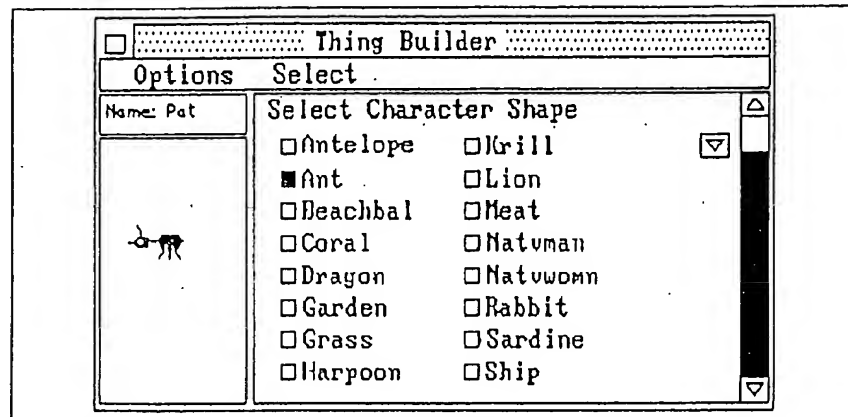 Thing Builder
Options Select
Name: Pat
Select Character Shape
Antelope Krill
Ant Lion
Beachbal Meat
Coral Natvman
Dragon Natvwomn
Garden Rabbit
Grass Sardine
Harpoon Ship